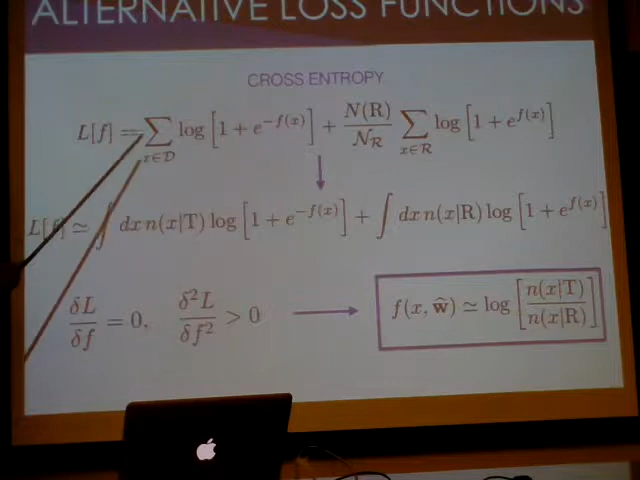 ALTERNATIVE LOSS FUNCTIONS
CROSS ENTROPY
L[f] = ∑_{x∈𝒟} log [1 + e^{-f(x)}] + N(R)/𝒩_ℛ ∑_{x∈ℛ} log [1 + e^{f(x)}]
L[f] ≃ ∫ dx n(x|T) log [1 + e^{-f(x)}] + ∫ dx n(x|R) log [1 + e^{f(x)}]
δL/δf = 0, δ²L/δf² > 0 → f(x, ŵ) ≃ log [n(x|T)/n(x|R)]